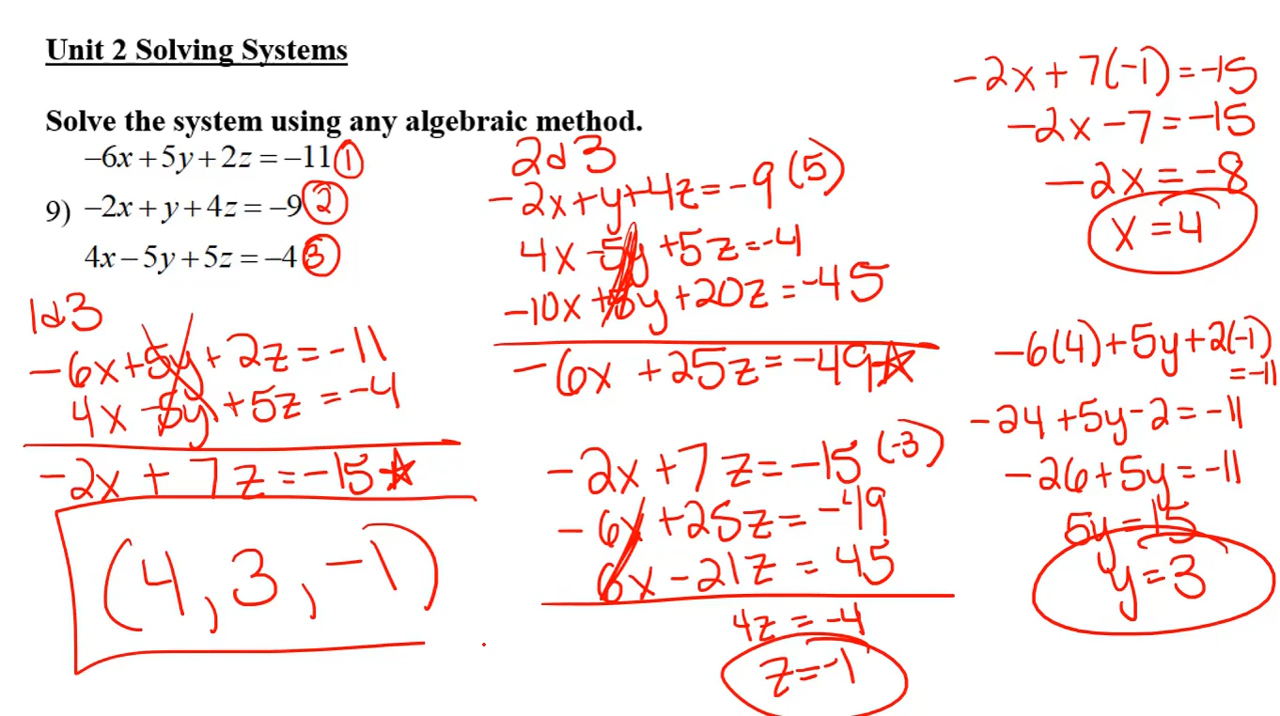 Unit 2 Solving Systems
Solve the system using any algebraic method.
−6x + 5y + 2z = −11 ①
9) −2x + y + 4z = −9 ②
4x − 5y + 5z = −4 ③
1&3
-6x+5y+2z=-11
4x-5y+5z=-4
-2x+7z=-15☆
(4,3,-1)
2&3
-2x+y+4z=-9(5)
4x-5y+5z=-4
-10x+5y+20z=-45
-6x+25z=-49☆
-2x+7z=-15(-3)
-6x+25z=-49
6x-21z=45
4z=-4
z=-1
-2x+7(-1)=-15
-2x-7=-15
-2x=-8
x=4
-6(4)+5y+2(-1)
=-11
-24+5y-2=-11
-26+5y=-11
5y=15
y=3